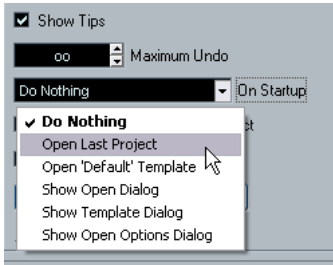 Show Tips
oo Maximum Undo
Do Nothing On Startup
Do Nothing
Open Last Project
Open 'Default' Template
Show Open Dialog
Show Template Dialog
Show Open Options Dialog